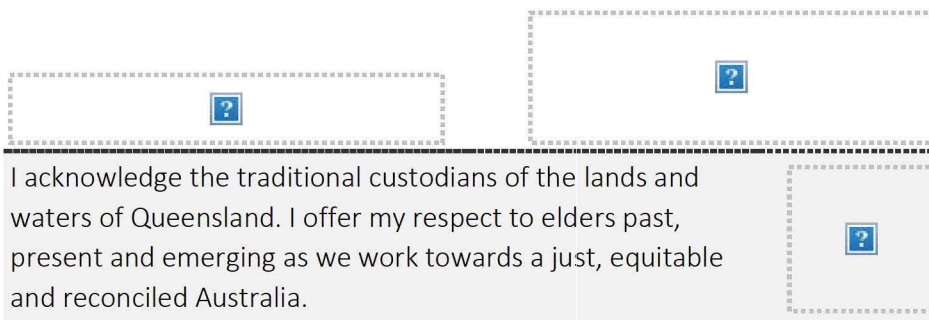 I acknowledge the traditional custodians of the lands and
waters of Queensland. I offer my respect to elders past,
present and emerging as we work towards a just, equitable
and reconciled Australia.